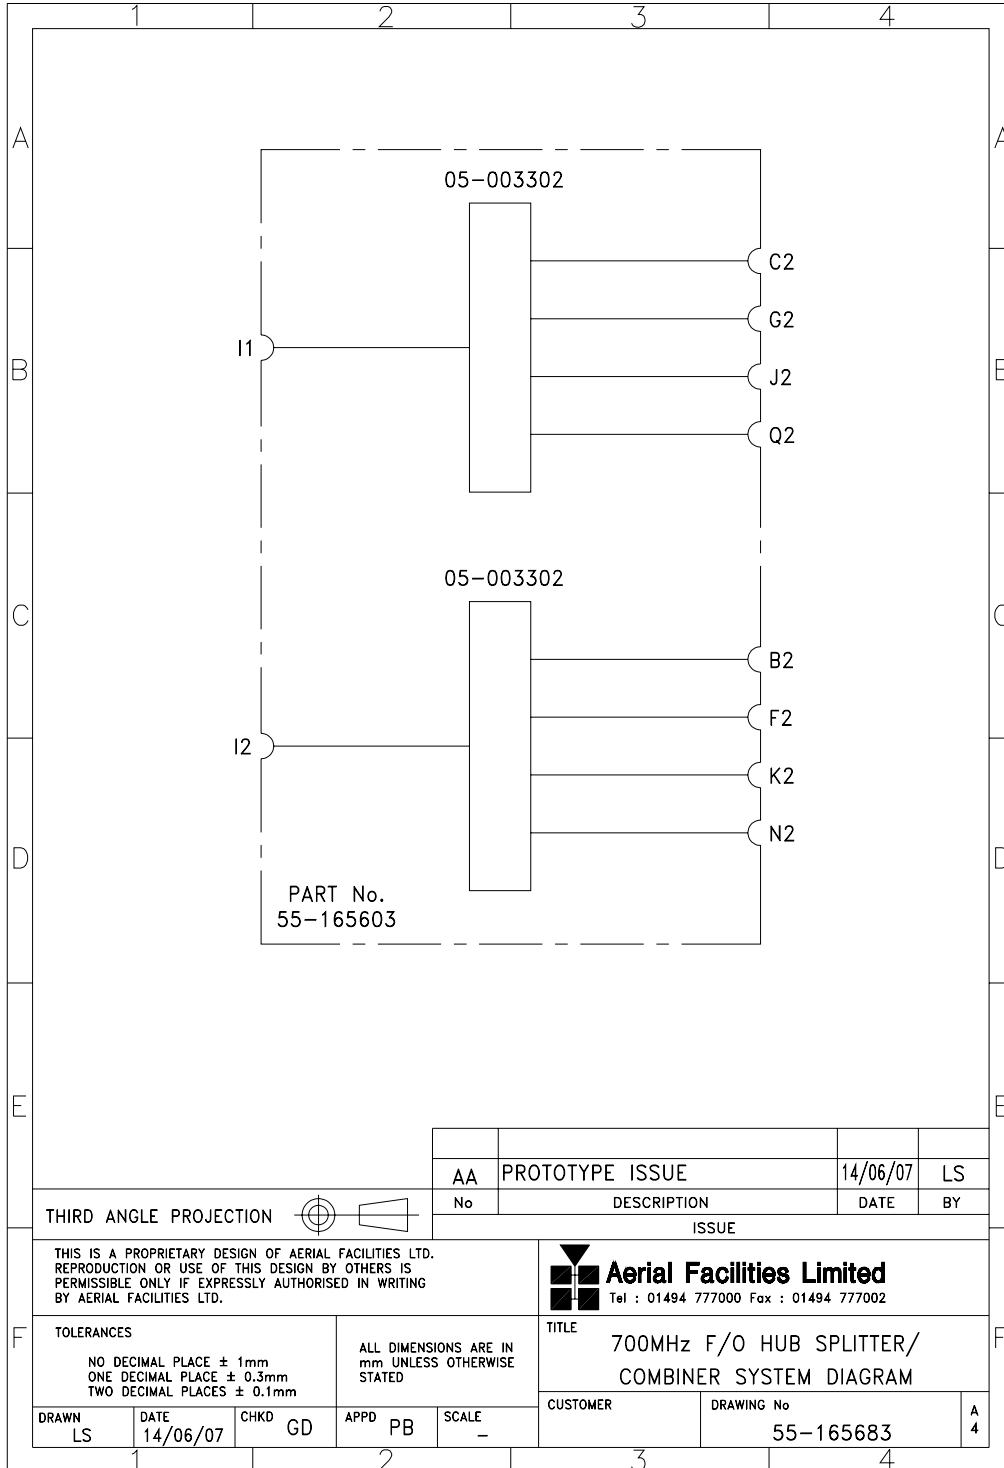 1 2 3 4
A A
05-003302
C2
G2
I1
J2
B B
Q2
05-003302
C C
B2
F2
I2
K2
N2
D D
PART No.
55-165603
E E
AA PROTOTYPE ISSUE 14/06/07 LS
No DESCRIPTION DATE BY
ISSUE
THIRD ANGLE PROJECTION
THIS IS A PROPRIETARY DESIGN OF AERIAL FACILITIES LTD.
REPRODUCTION OR USE OF THIS DESIGN BY OTHERS IS
PERMISSIBLE ONLY IF EXPRESSLY AUTHORISED IN WRITING
BY AERIAL FACILITIES LTD.
Aerial Facilities Limited
Tel : 01494 777000 Fax : 01494 777002
F F
TOLERANCES
NO DECIMAL PLACE ± 1mm
ONE DECIMAL PLACE ± 0.3mm
TWO DECIMAL PLACES ± 0.1mm
ALL DIMENSIONS ARE IN
mm UNLESS OTHERWISE
STATED
TITLE
700MHz F/O HUB SPLITTER/
COMBINER SYSTEM DIAGRAM
DRAWN LS
DATE 14/06/07
CHKD GD
APPD PB
SCALE –
CUSTOMER
DRAWING No
55-165683
A
4
1 2 3 4